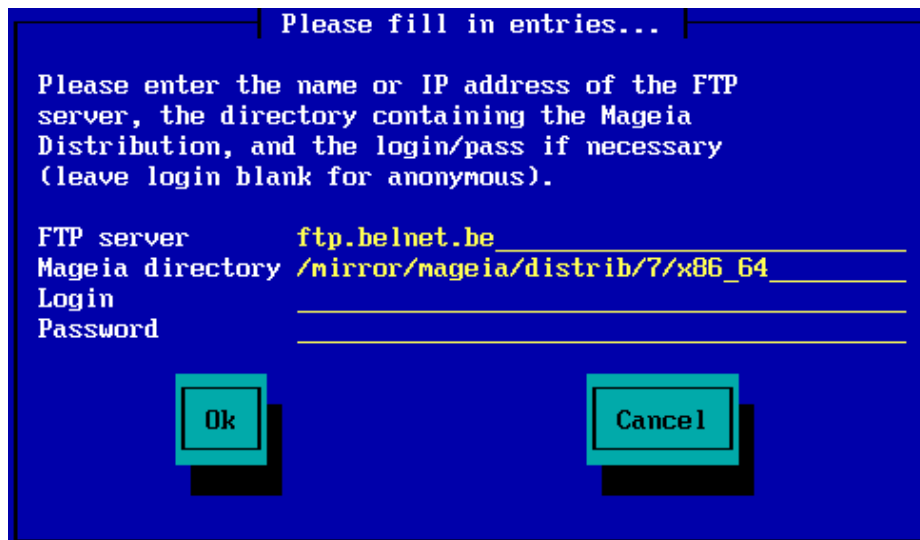 Please fill in entries...
Please enter the name or IP address of the FTP
server, the directory containing the Mageia
Distribution, and the login/pass if necessary
(leave login blank for anonymous).
FTP server ftp.belnet.be
Mageia directory /mirror/mageia/distrib/7/x86_64
Login
Password
Ok Cancel